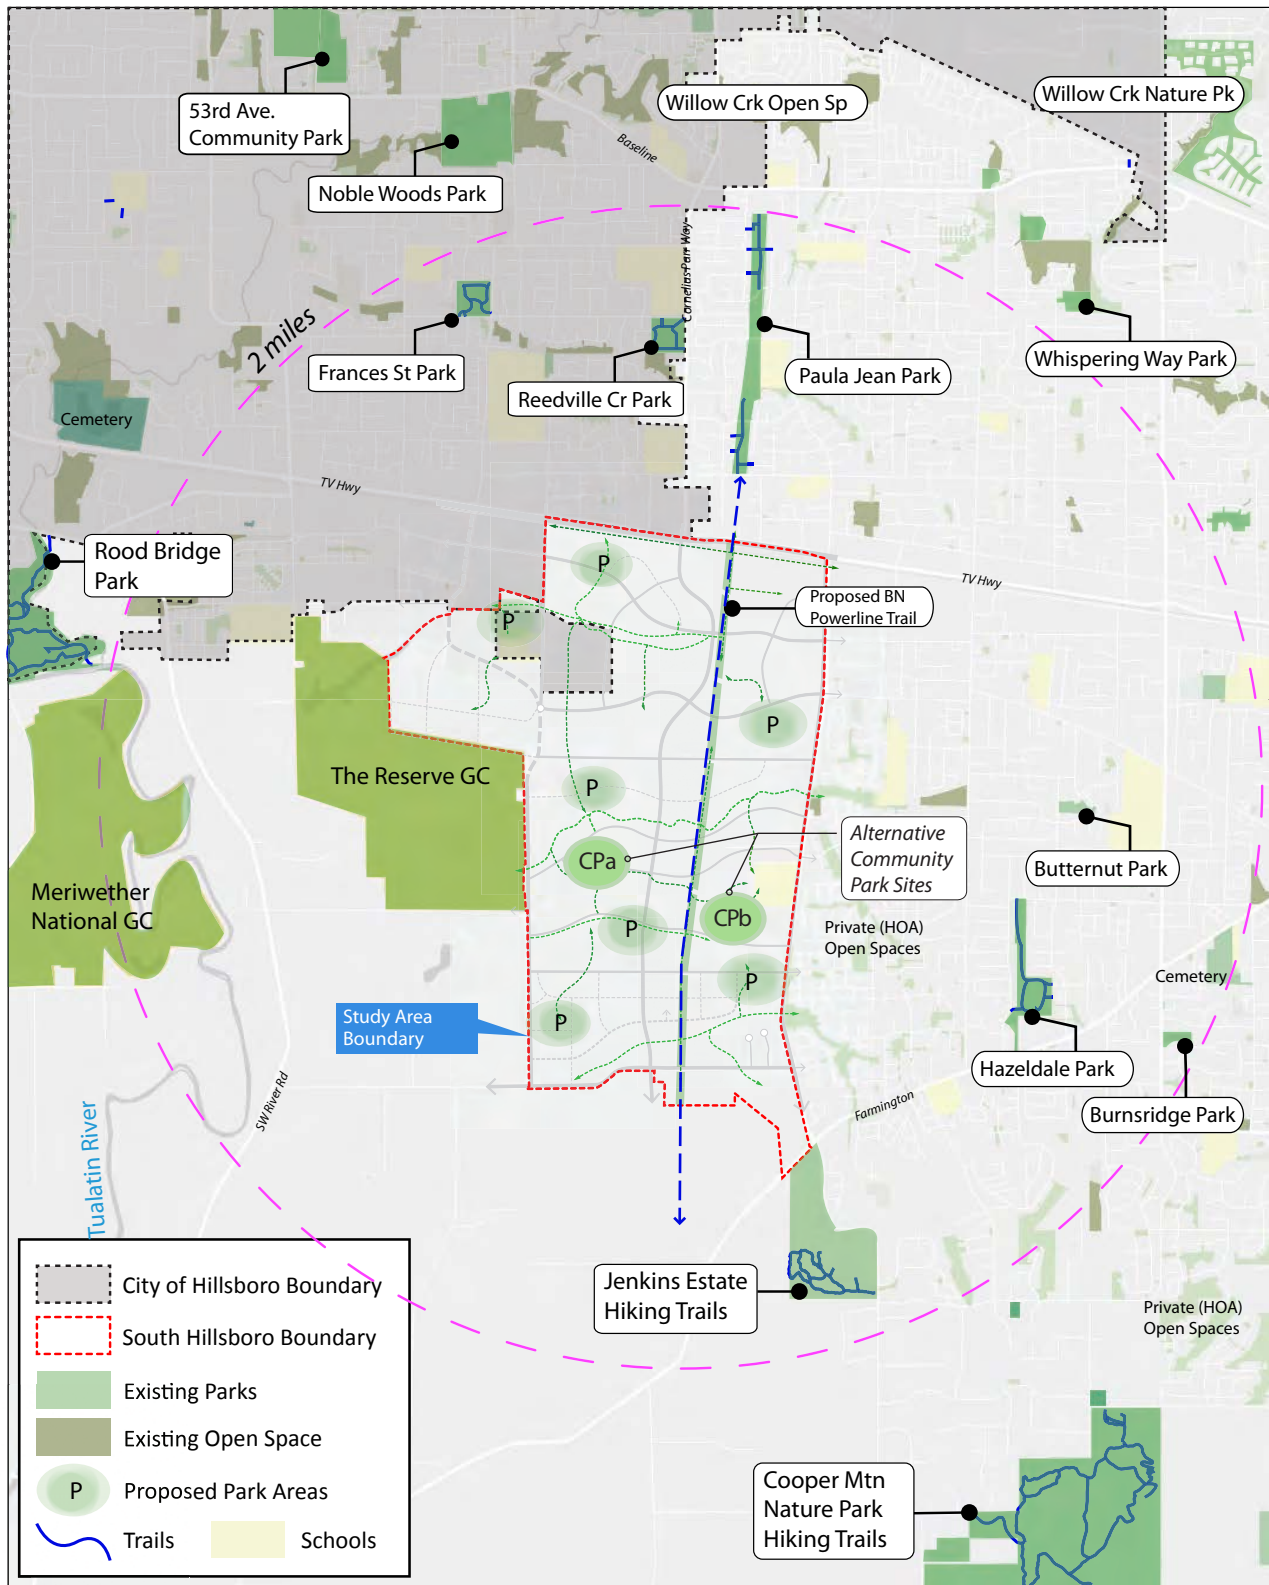 53rd Ave.
Community Park
Willow Crk Open Sp
Willow Crk Nature Pk
Baseline
Noble Woods Park
Cornelius Pass Way
2 miles
Frances St Park
Reedville Cr Park
Paula Jean Park
Whispering Way Park
Cemetery
TV Hwy
Rood Bridge
Park
P
TV Hwy
Proposed BN
Powerline Trail
P
P
The Reserve GC
P
Alternative
Community
Park Sites
CPa
Butternut Park
Meriwether
National GC
CPb
P
Private (HOA)
Open Spaces
Cemetery
P
Study Area
Boundary
P
Hazeldale Park
Burnsridge Park
Farmington
SW River Rd
Tualatin River
Jenkins Estate
Hiking Trails
Private (HOA)
Open Spaces
City of Hillsboro Boundary
South Hillsboro Boundary
Existing Parks
Existing Open Space
P Proposed Park Areas
Trails Schools
Cooper Mtn
Nature Park
Hiking Trails